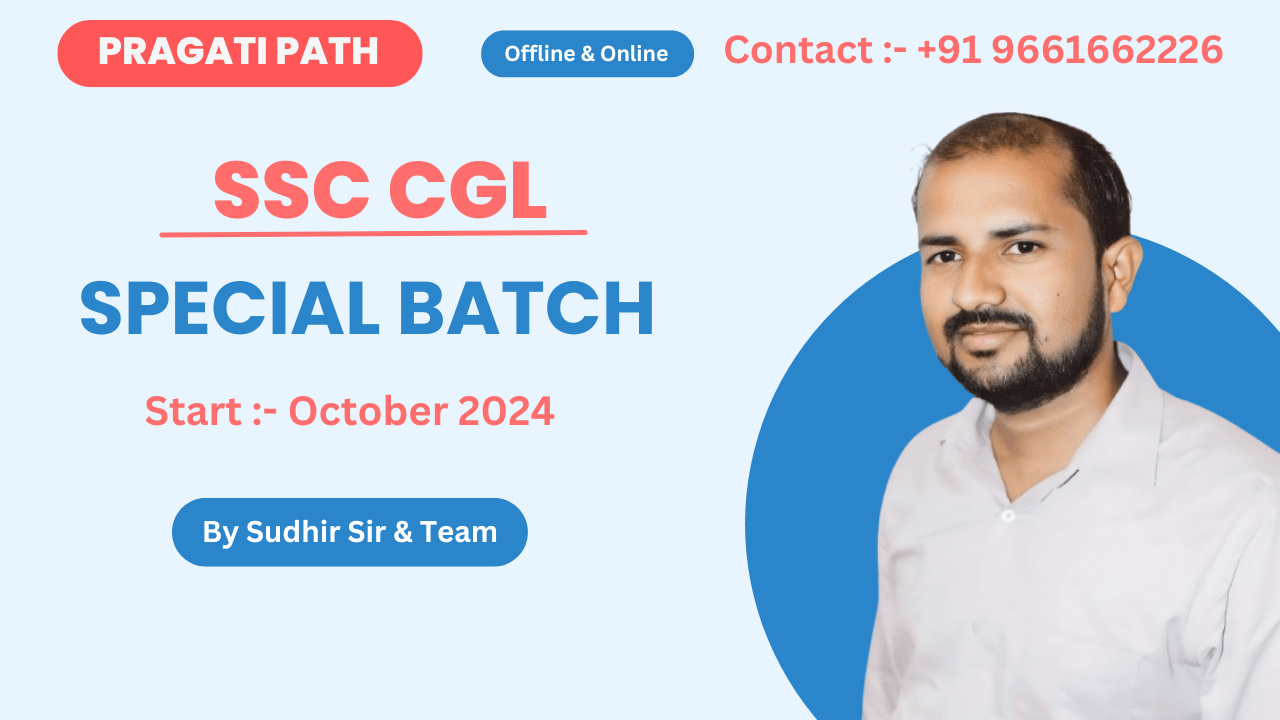 PRAGATI PATH
Offline & Online
Contact :- +91 9661662226
SSC CGL
SPECIAL BATCH
Start :- October 2024
By Sudhir Sir & Team